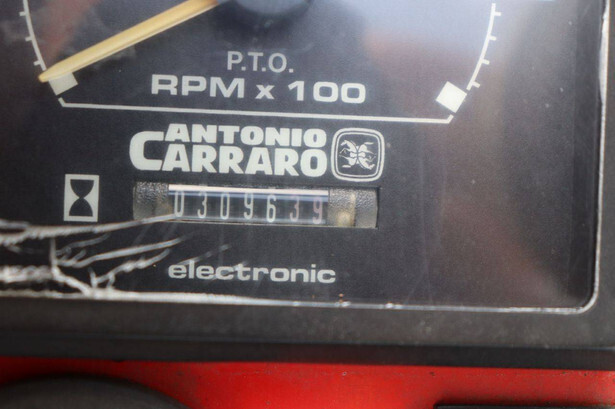 P.T.O.
RPM x 100
ANTONIO
CARRARO
0309639
electronic